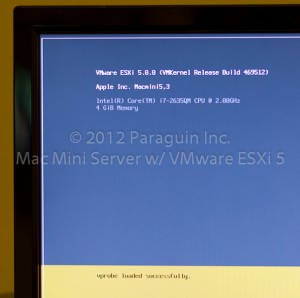 VMware ESXi 5.0.0 (VMKernel Release Build 469512)
Apple Inc. Macmini5,3
Intel(R) Core(TM) i7-2635QM CPU @ 2.00GHz
4 GiB Memory
© 2012 Paraguin Inc.
Mac Mini Server w/ VMware ESXi 5
vprobe loaded successfully.